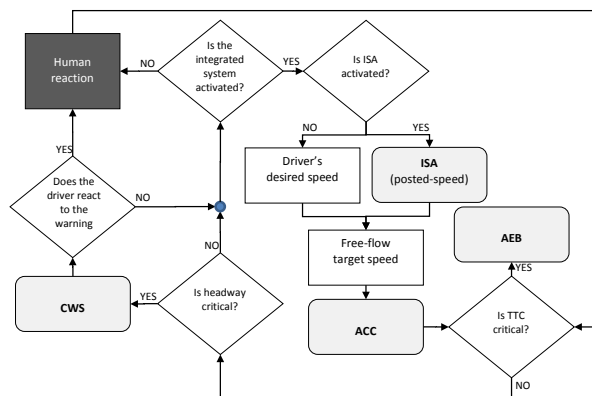 Human
reaction
NO
Is the
integrated
system
activated?
YES
Is ISA
activated?
NO
YES
Driver's
desired speed
ISA
(posted-speed)
YES
Does the
driver react
to the
warning
NO
Free-flow
target speed
AEB
YES
NO
CWS
YES
Is headway
critical?
ACC
Is TTC
critical?
NO